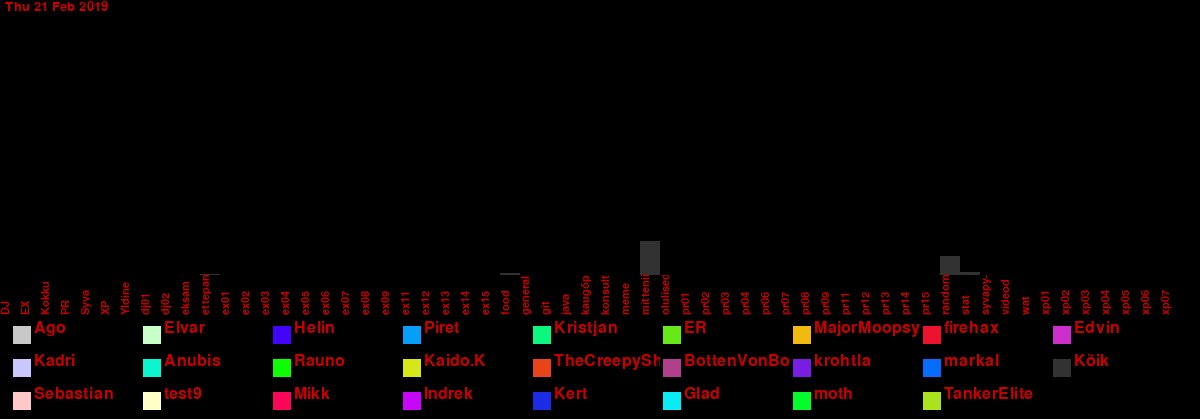 Thu 21 Feb 2019
DJ EX Kokku PR Syva XP Yldine dj01 dj02 eksam ettepan ex01 ex02 ex03 ex04 ex05 ex06 ex07 ex08 ex09 ex11 ex12 ex13 ex14 ex15 food general git java kaugõp konsult meme mitteni olulised pr01 pr02 pr03 pr04 pr06 pr07 pr08 pr09 pr11 pr12 pr13 pr14 pr15 random stat syvapy- videod wat xp01 xp02 xp03 xp04 xp05 xp06 xp07
Ago Elvar Helin Piret Kristjan ER MajorMoopsy firehax Edvin
Kadri Anubis Rauno Kaido.K TheCreepySh BottenVonBo krohtla markal Kõik
Sebastian test9 Mikk Indrek Kert Glad moth TankerElite